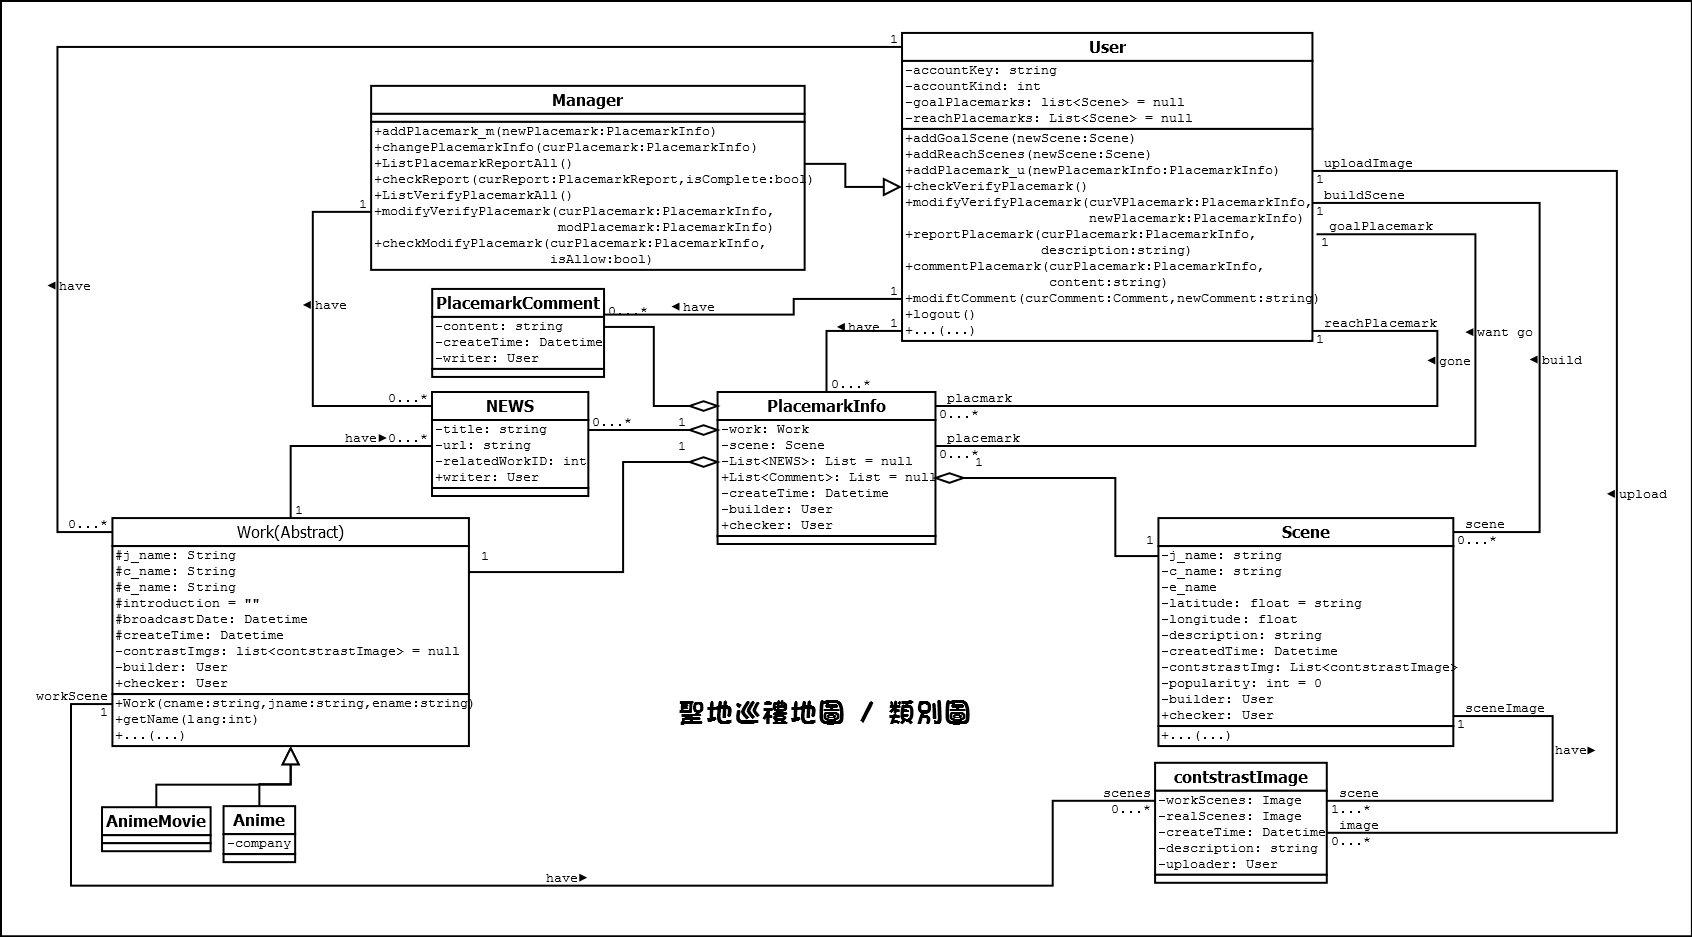 User
-accountKey: string
-accountKind: int
-goalPlacemarks: list<Scene> = null
-reachPlacemarks: List<Scene> = null
+addGoalScene(newScene:Scene)
+addReachScenes(newScene:Scene)
+addPlacemark_u(newPlacemarkInfo:PlacemarkInfo)
+checkVerifyPlacemark()
+modifyVerifyPlacemark(curVPlacemark:PlacemarkInfo,
newPlacemark:PlacemarkInfo)
+reportPlacemark(curPlacemark:PlacemarkInfo,
description:string)
+commentPlacemark(curPlacemark:PlacemarkInfo,
content:string)
+modiftComment(curComment:Comment,newComment:string)
+logout()
+...(...)
Manager
+addPlacemark_m(newPlacemark:PlacemarkInfo)
+changePlacemarkInfo(curPlacemark:PlacemarkInfo)
+ListPlacemarkReportAll()
+checkReport(curReport:PlacemarkReport,isComplete:bool)
+ListVerifyPlacemarkAll()
+modifyVerifyPlacemark(curPlacemark:PlacemarkInfo,
modPlacemark:PlacemarkInfo)
+checkModifyPlacemark(curPlacemark:PlacemarkInfo,
isAllow:bool)
1
uploadImage
1
buildScene
1
goalPlacemark
1
reachPlacemark
1
1
1
1
◄have
◄have
◄have
◄have
◄want go
◄gone
◄build
◄upload
PlacemarkComment
-content: string
-createTime: Datetime
-writer: User
0...*
0...*
NEWS
-title: string
-url: string
-relatedWorkID: int
+writer: User
0...*
have►0...*
0...*
1
1
PlacemarkInfo
-work: Work
-scene: Scene
-List<NEWS>: List = null
+List<Comment>: List = null
-createTime: Datetime
-builder: User
+checker: User
placmark
0...*
placemark
0...*
1
1
0...*
1
1
Work(Abstract)
#j_name: String
#c_name: String
#e_name: String
#introduction = ""
#broadcastDate: Datetime
#createTime: Datetime
-contrastImgs: list<contstrastImage> = null
-builder: User
+checker: User
+Work(cname:string,jname:string,ename:string)
+getName(lang:int)
+...(...)
workScene
1
Scene
-j_name: string
-c_name: string
-e_name
-latitude: float = string
-longitude: float
-description: string
-createdTime: Datetime
-contstrastImg: List<contstrastImage>
-popularity: int = 0
-builder: User
+checker: User
+...(...)
scene
0...*
sceneImage
1
have►
聖地巡禮地圖 / 類別圖
AnimeMovie
Anime
-company
contstrastImage
-workScenes: Image
-realScenes: Image
-createTime: Datetime
-description: string
-uploader: User
scenes
0...*
scene
1...*
image
0...*
have►